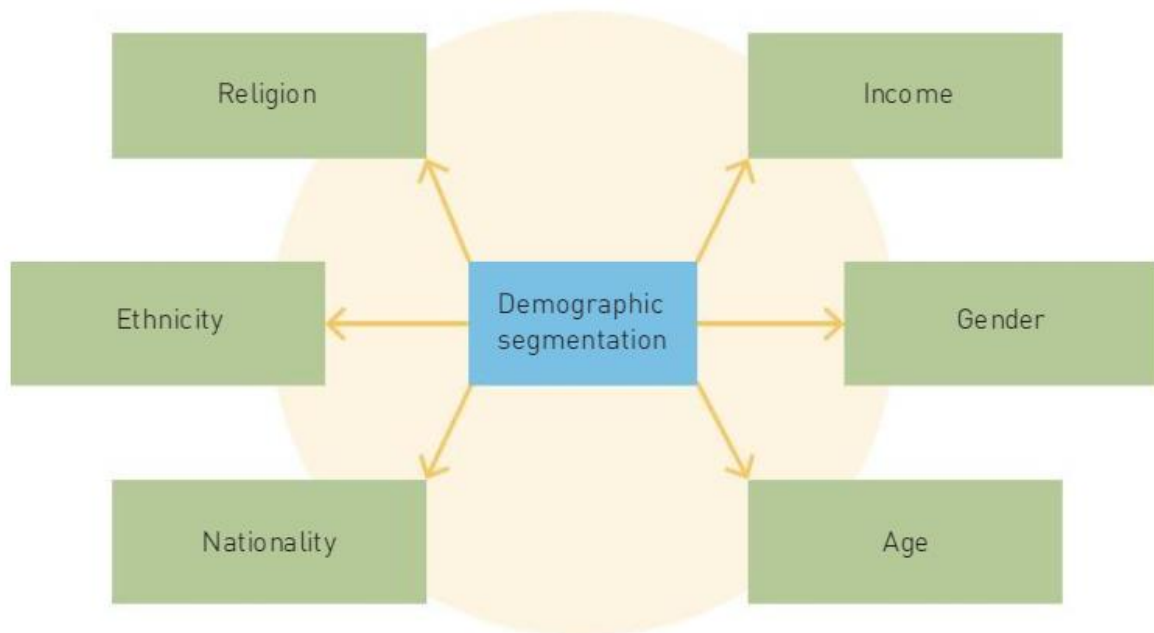 Religion
Income
Ethnicity
Demographic
segmentation
Gender
Nationality
Age